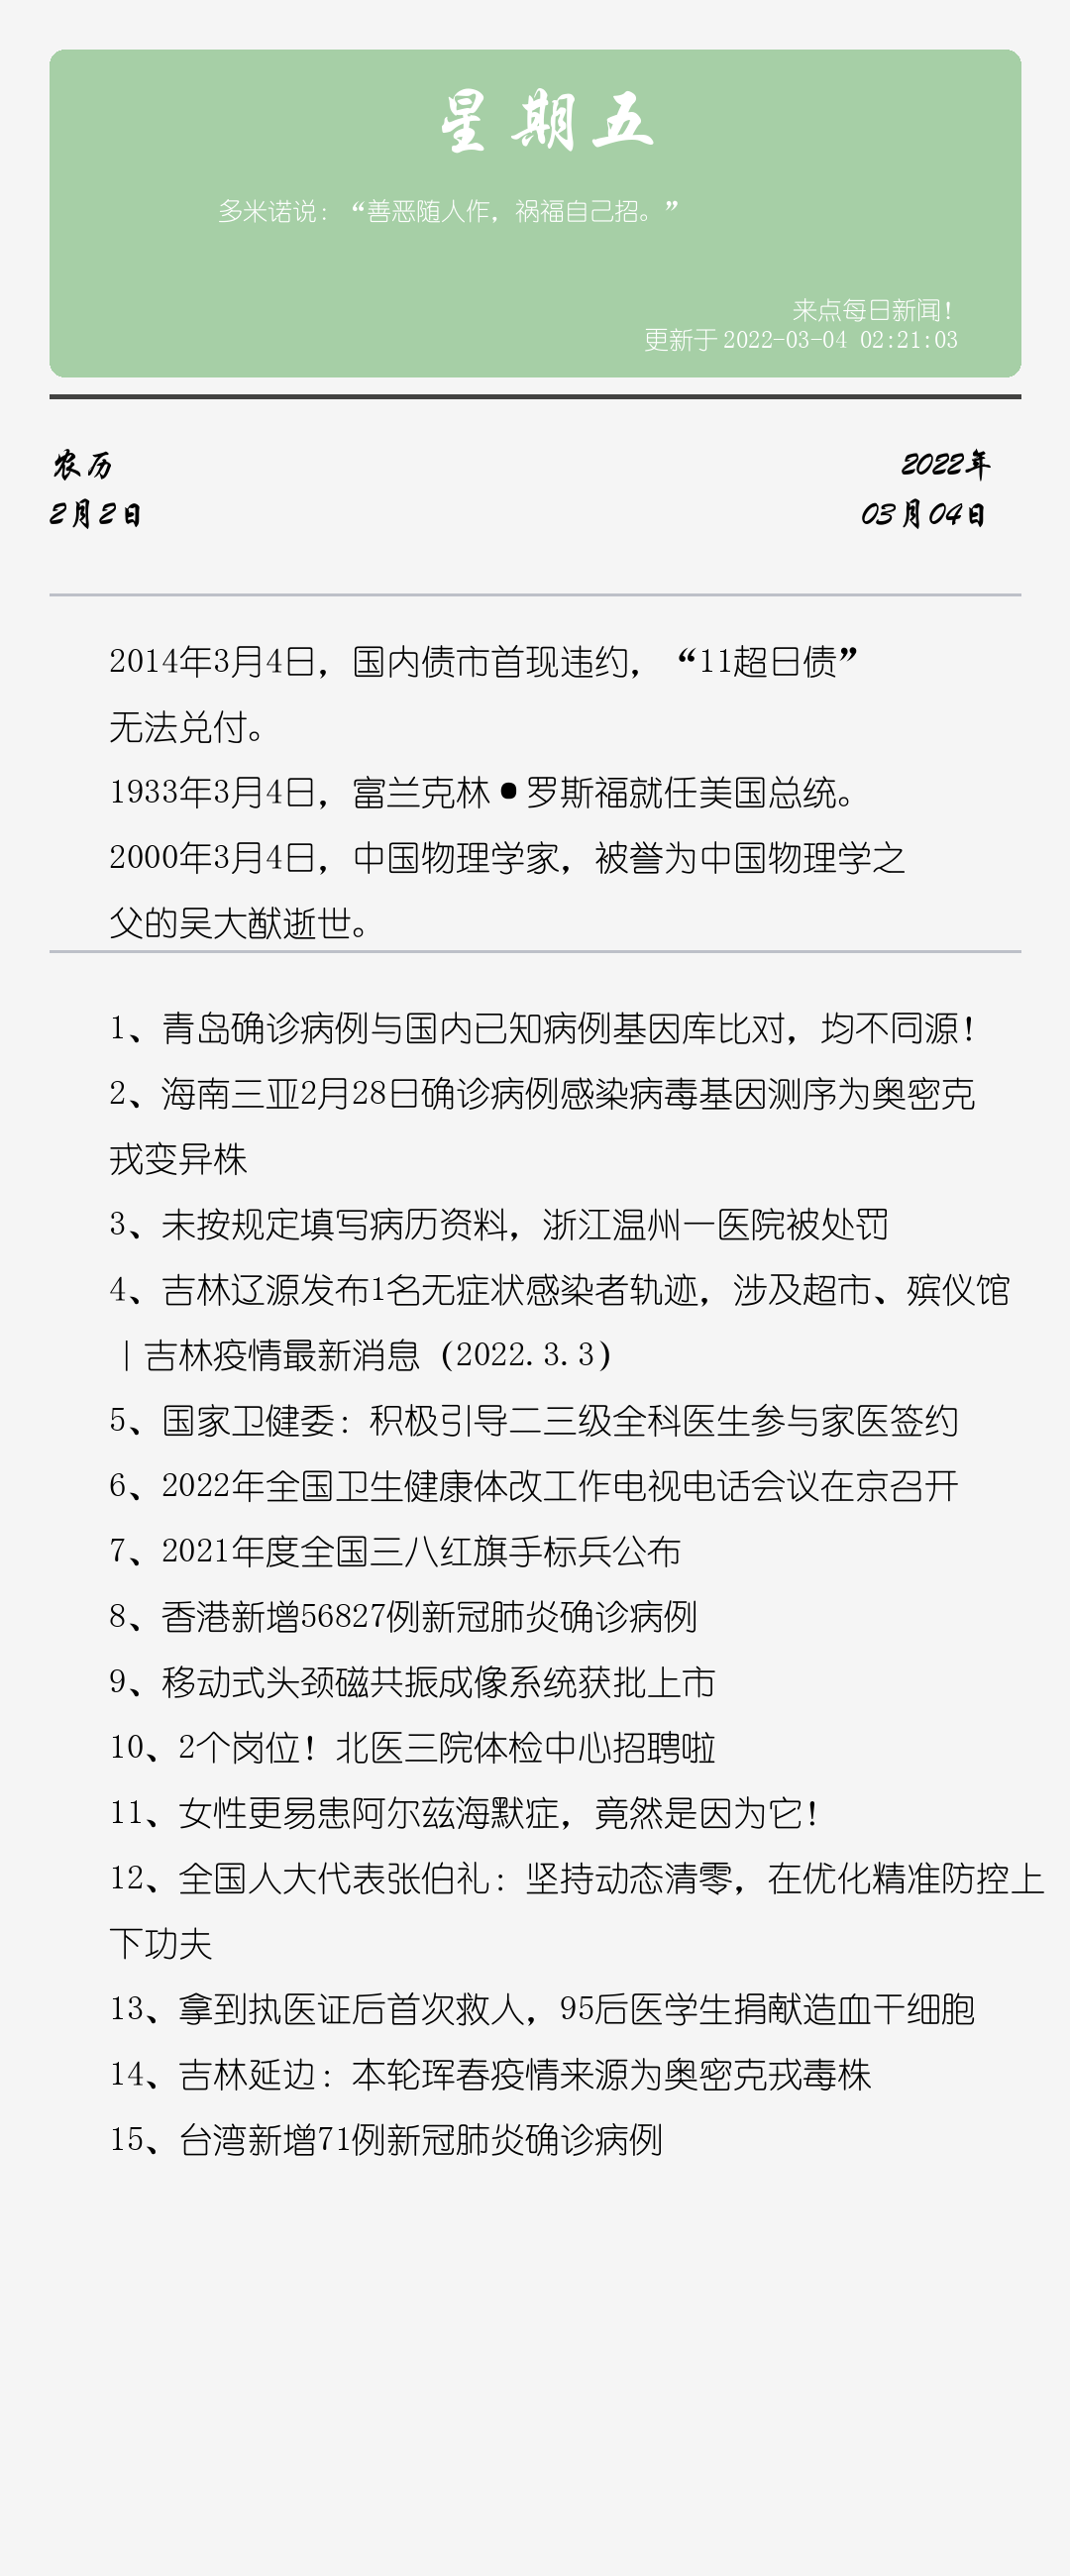 星期五
多米诺说：“善恶随人作，祸福自己招。”
来点每日新闻！
更新于 2022-03-04 02:21:03
农历
2022年
2月2日
03月04日
2014年3月4日，国内债市首现违约，“11超日债”
无法兑付。
1933年3月4日，富兰克林•罗斯福就任美国总统。
2000年3月4日，中国物理学家，被誉为中国物理学之
父的吴大猷逝世。
1、青岛确诊病例与国内已知病例基因库比对，均不同源！
2、海南三亚2月28日确诊病例感染病毒基因测序为奥密克
戎变异株
3、未按规定填写病历资料，浙江温州一医院被处罚
4、吉林辽源发布1名无症状感染者轨迹，涉及超市、殡仪馆
｜吉林疫情最新消息（2022.3.3）
5、国家卫健委：积极引导二三级全科医生参与家医签约
6、2022年全国卫生健康体改工作电视电话会议在京召开
7、2021年度全国三八红旗手标兵公布
8、香港新增56827例新冠肺炎确诊病例
9、移动式头颈磁共振成像系统获批上市
10、2个岗位！北医三院体检中心招聘啦
11、女性更易患阿尔兹海默症，竟然是因为它！
12、全国人大代表张伯礼：坚持动态清零，在优化精准防控上
下功夫
13、拿到执医证后首次救人，95后医学生捐献造血干细胞
14、吉林延边：本轮珲春疫情来源为奥密克戎毒株
15、台湾新增71例新冠肺炎确诊病例